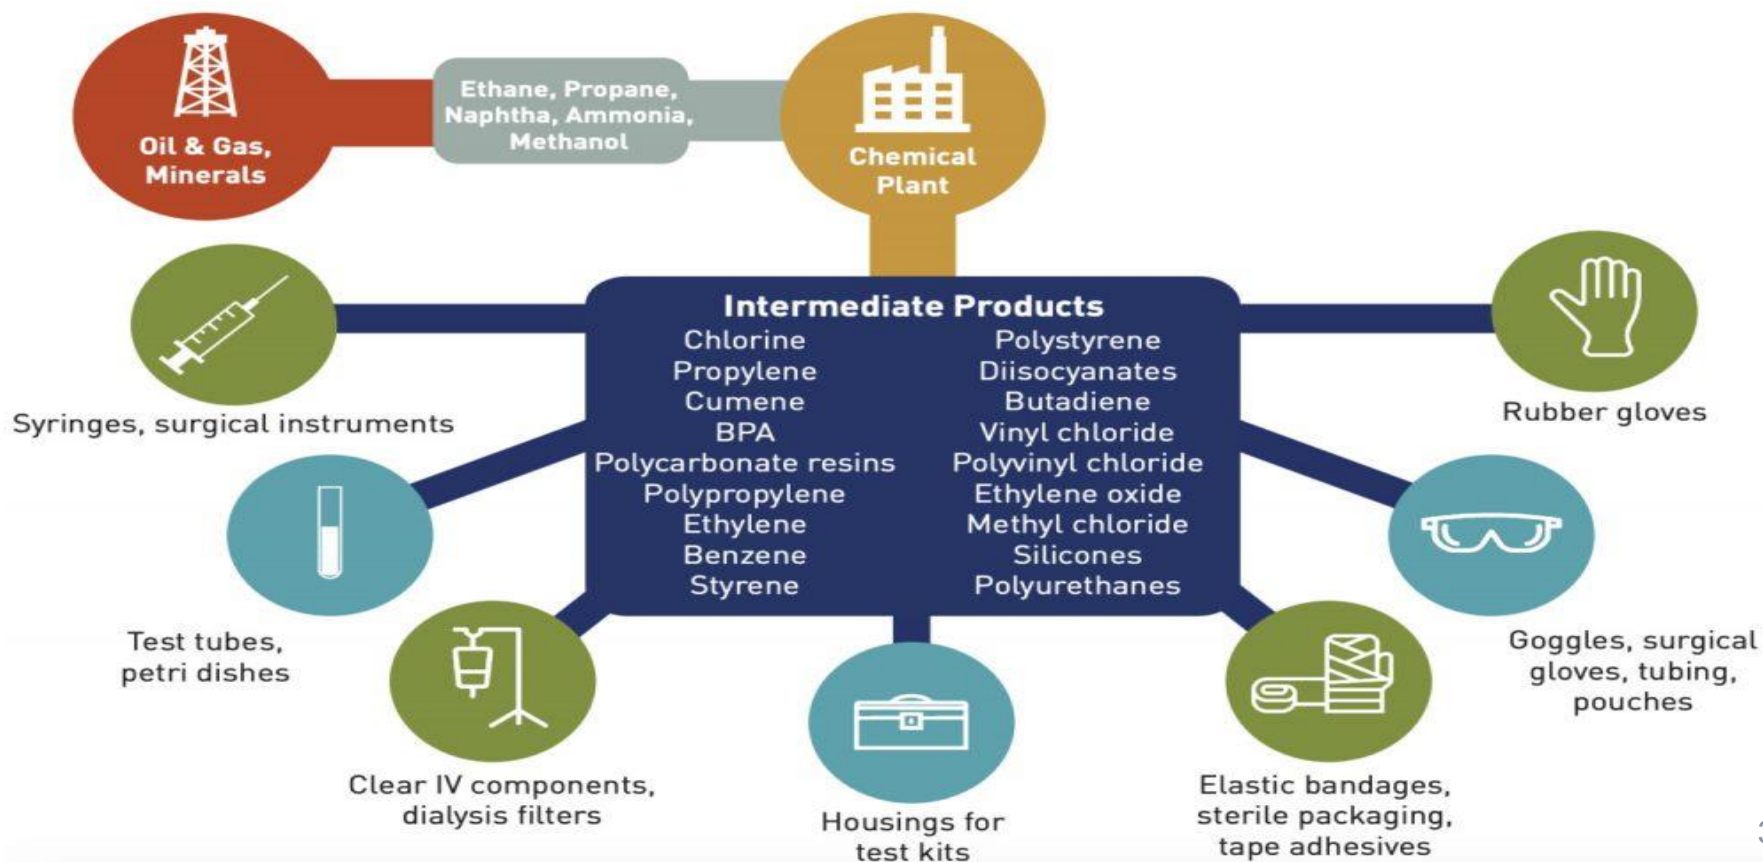 Oil & Gas,
Minerals
Ethane, Propane,
Naphtha, Ammonia,
Methanol
Chemical
Plant
Intermediate Products
Chlorine
Propylene
Cumene
BPA
Polycarbonate resins
Polypropylene
Ethylene
Benzene
Styrene
Polystyrene
Diisocyanates
Butadiene
Vinyl chloride
Polyvinyl chloride
Ethylene oxide
Methyl chloride
Silicones
Polyurethanes
Syringes, surgical instruments
Test tubes,
petri dishes
Clear IV components,
dialysis filters
Housings for
test kits
Elastic bandages,
sterile packaging,
tape adhesives
Goggles, surgical
gloves, tubing,
pouches
Rubber gloves